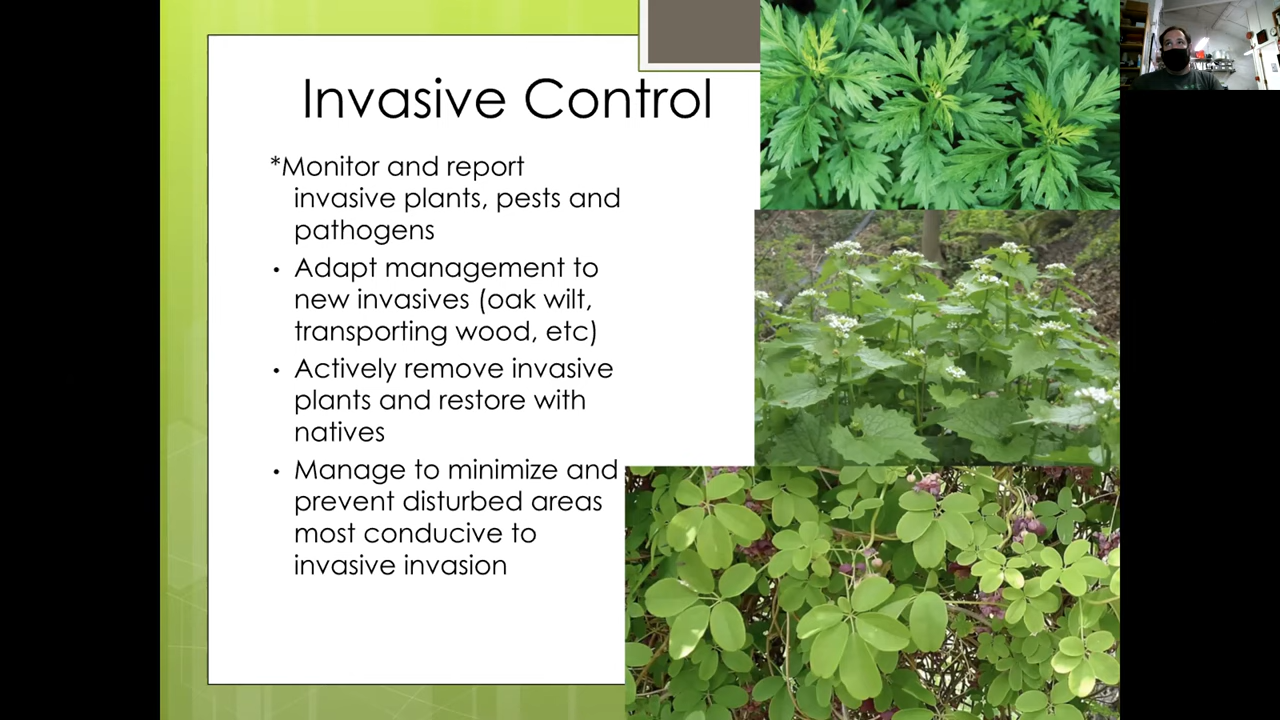 Invasive Control
*Monitor and report
invasive plants, pests and
pathogens
• Adapt management to
new invasives (oak wilt,
transporting wood, etc)
• Actively remove invasive
plants and restore with
natives
• Manage to minimize and
prevent disturbed areas
most conducive to
invasive invasion